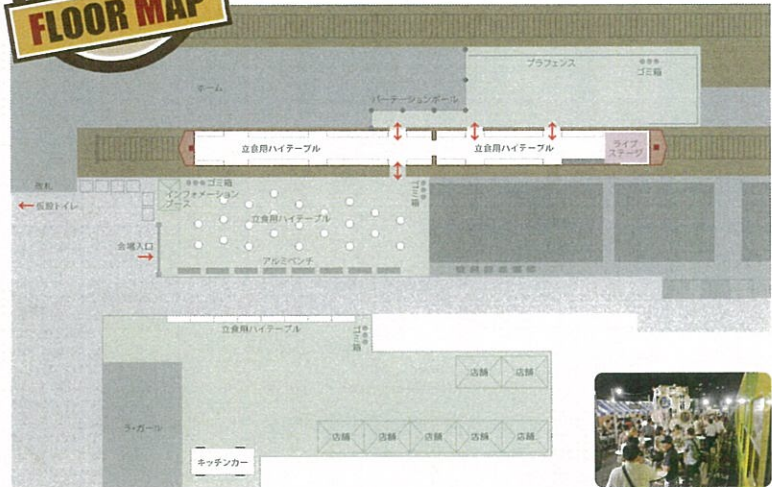 FLOOR MAP
プラフェンス
ゴミ箱
ホーム
パーテーションポール
立食用ハイテーブル
立食用ハイテーブル
ライブ
ステージ
改札
ゴミ箱
インフォメーション
ブース
ゴミ箱
← 仮設トイレ
立食用ハイテーブル
会場入口
→
アルミベンチ
立食用ハイテーブル
ゴミ箱
店舗
店舗
ラ・ガール
店舗
店舗
店舗
店舗
店舗
キッチンカー